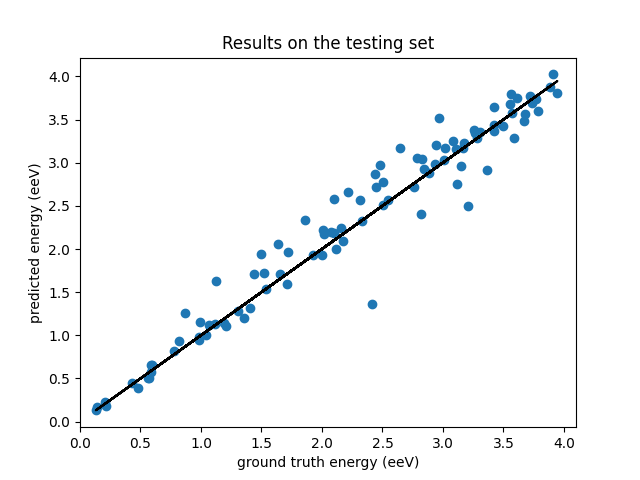 Results on the testing set
4.0
3.5
3.0
2.5
2.0
1.5
1.0
0.5
0.0
predicted energy (eeV)
0.0 0.5 1.0 1.5 2.0 2.5 3.0 3.5 4.0
ground truth energy (eeV)